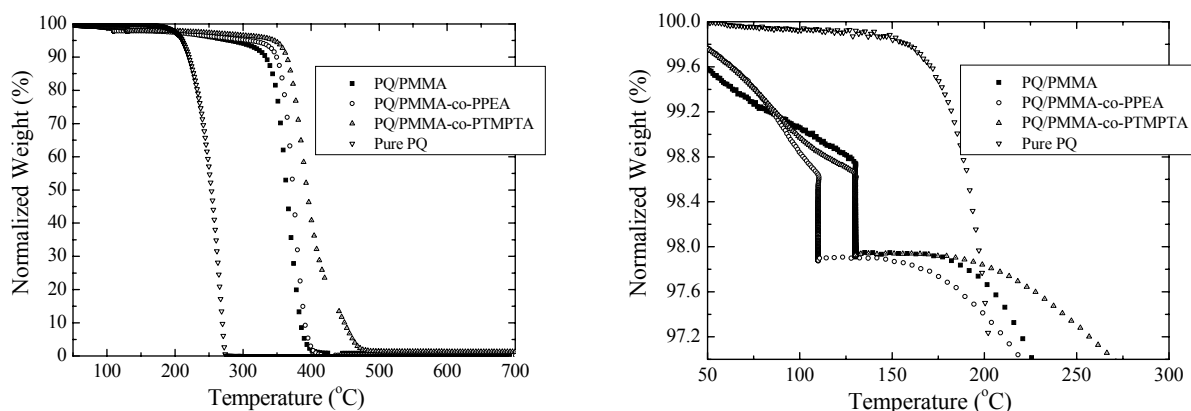 100
90
80
70
60
50
40
30
20
10
0
Normalized Weight (%)
PQ/PMMA
PQ/PMMA-co-PPEA
PQ/PMMA-co-PTMPTA
Pure PQ
100 200 300 400 500 600 700
Temperature (°C)
100.0
99.6
99.2
98.8
98.4
98.0
97.6
97.2
Normalized Weight (%)
PQ/PMMA
PQ/PMMA-co-PPEA
PQ/PMMA-co-PTMPTA
Pure PQ
50 100 150 200 250 300
Temperature (°C)